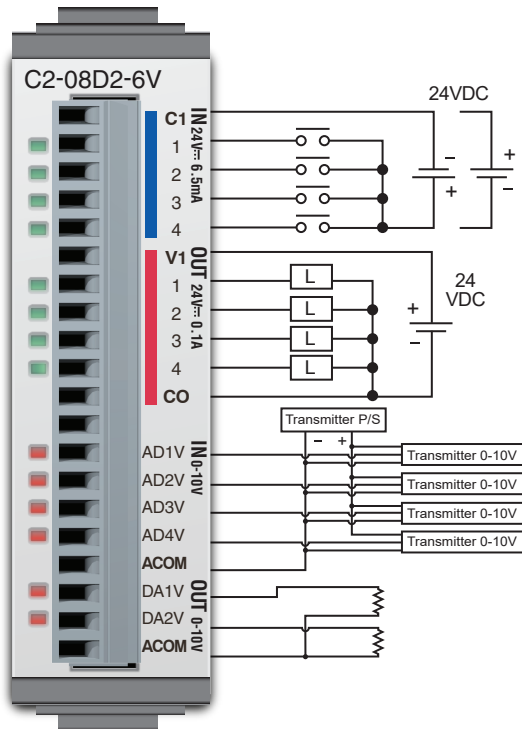 C2-08D2-6V
C1
1
2
3
4
IN 24V⎓ 6.5mA
V1
1
2
3
4
CO
OUT 24V⎓ 0.1A
AD1V
AD2V
AD3V
AD4V
ACOM
IN 0-10V
DA1V
DA2V
ACOM
OUT 0-10V
24VDC
–
+
+
–
L
L
L
L
24
VDC
+
–
Transmitter P/S
– +
Transmitter 0-10V
Transmitter 0-10V
Transmitter 0-10V
Transmitter 0-10V